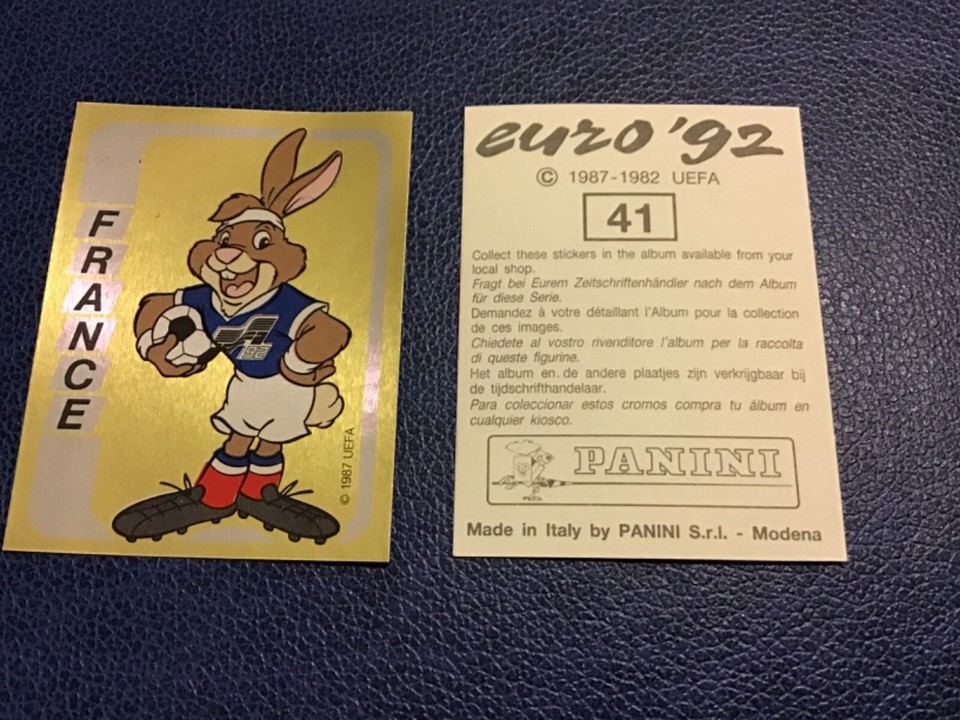 FRANCE
92
© 1987 UEFA
euro '92
© 1987-1982 UEFA
41
Collect these stickers in the album available from your
local shop.
Fragt bei Eurem Zeitschriftenhändler nach dem Album
für diese Serie.
Demandez à votre détaillant l'Album pour la collection
de ces images.
Chiedete al vostro rivenditore l'album per la raccolta
di queste figurine.
Het album en de andere plaatjes zijn verkrijgbaar bij
de tijdschrifthandelaar.
Para coleccionar estos cromos compra tu álbum en
cualquier kiosco.
PANINI
Made in Italy by PANINI S.r.l. - Modena